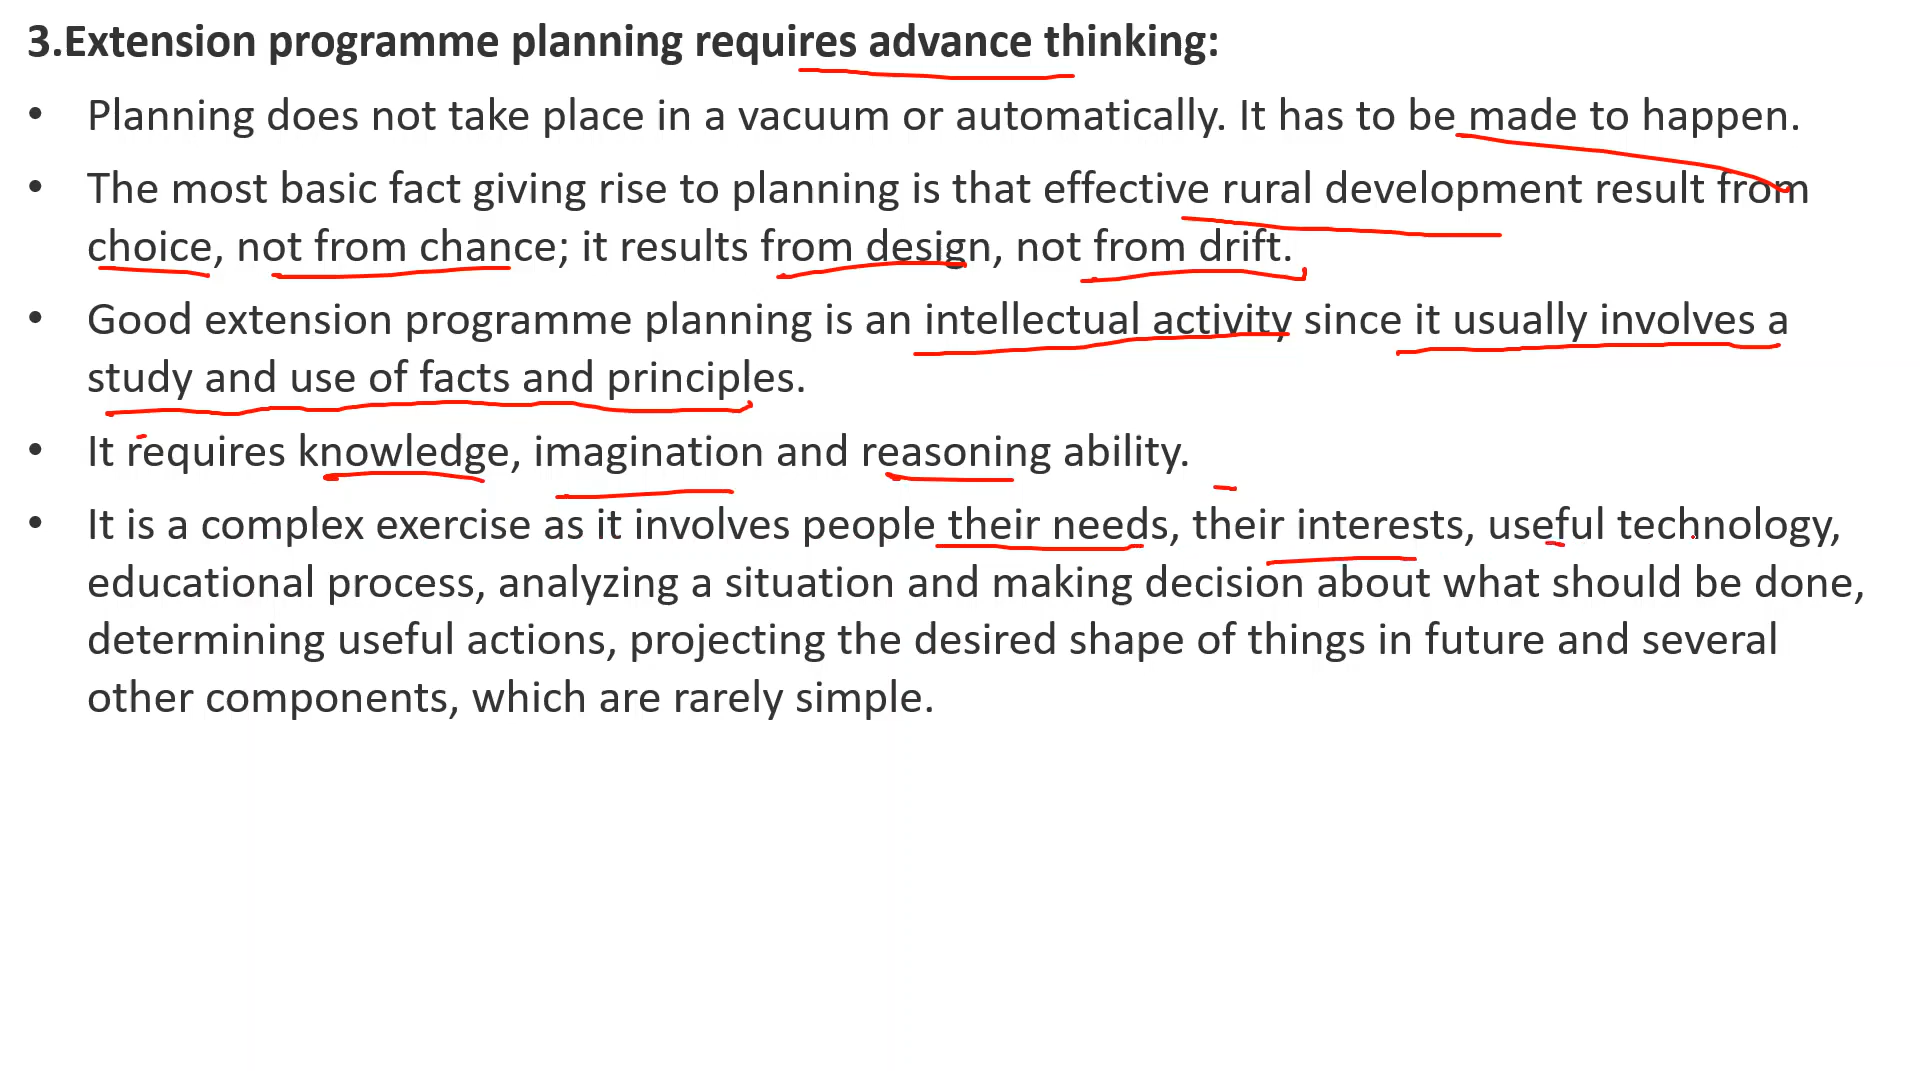 3.Extension programme planning requires advance thinking:
• Planning does not take place in a vacuum or automatically. It has to be made to happen.
• The most basic fact giving rise to planning is that effective rural development result from
choice, not from chance; it results from design, not from drift.
• Good extension programme planning is an intellectual activity since it usually involves a
study and use of facts and principles.
• It requires knowledge, imagination and reasoning ability.
• It is a complex exercise as it involves people their needs, their interests, useful technology,
educational process, analyzing a situation and making decision about what should be done,
determining useful actions, projecting the desired shape of things in future and several
other components, which are rarely simple.